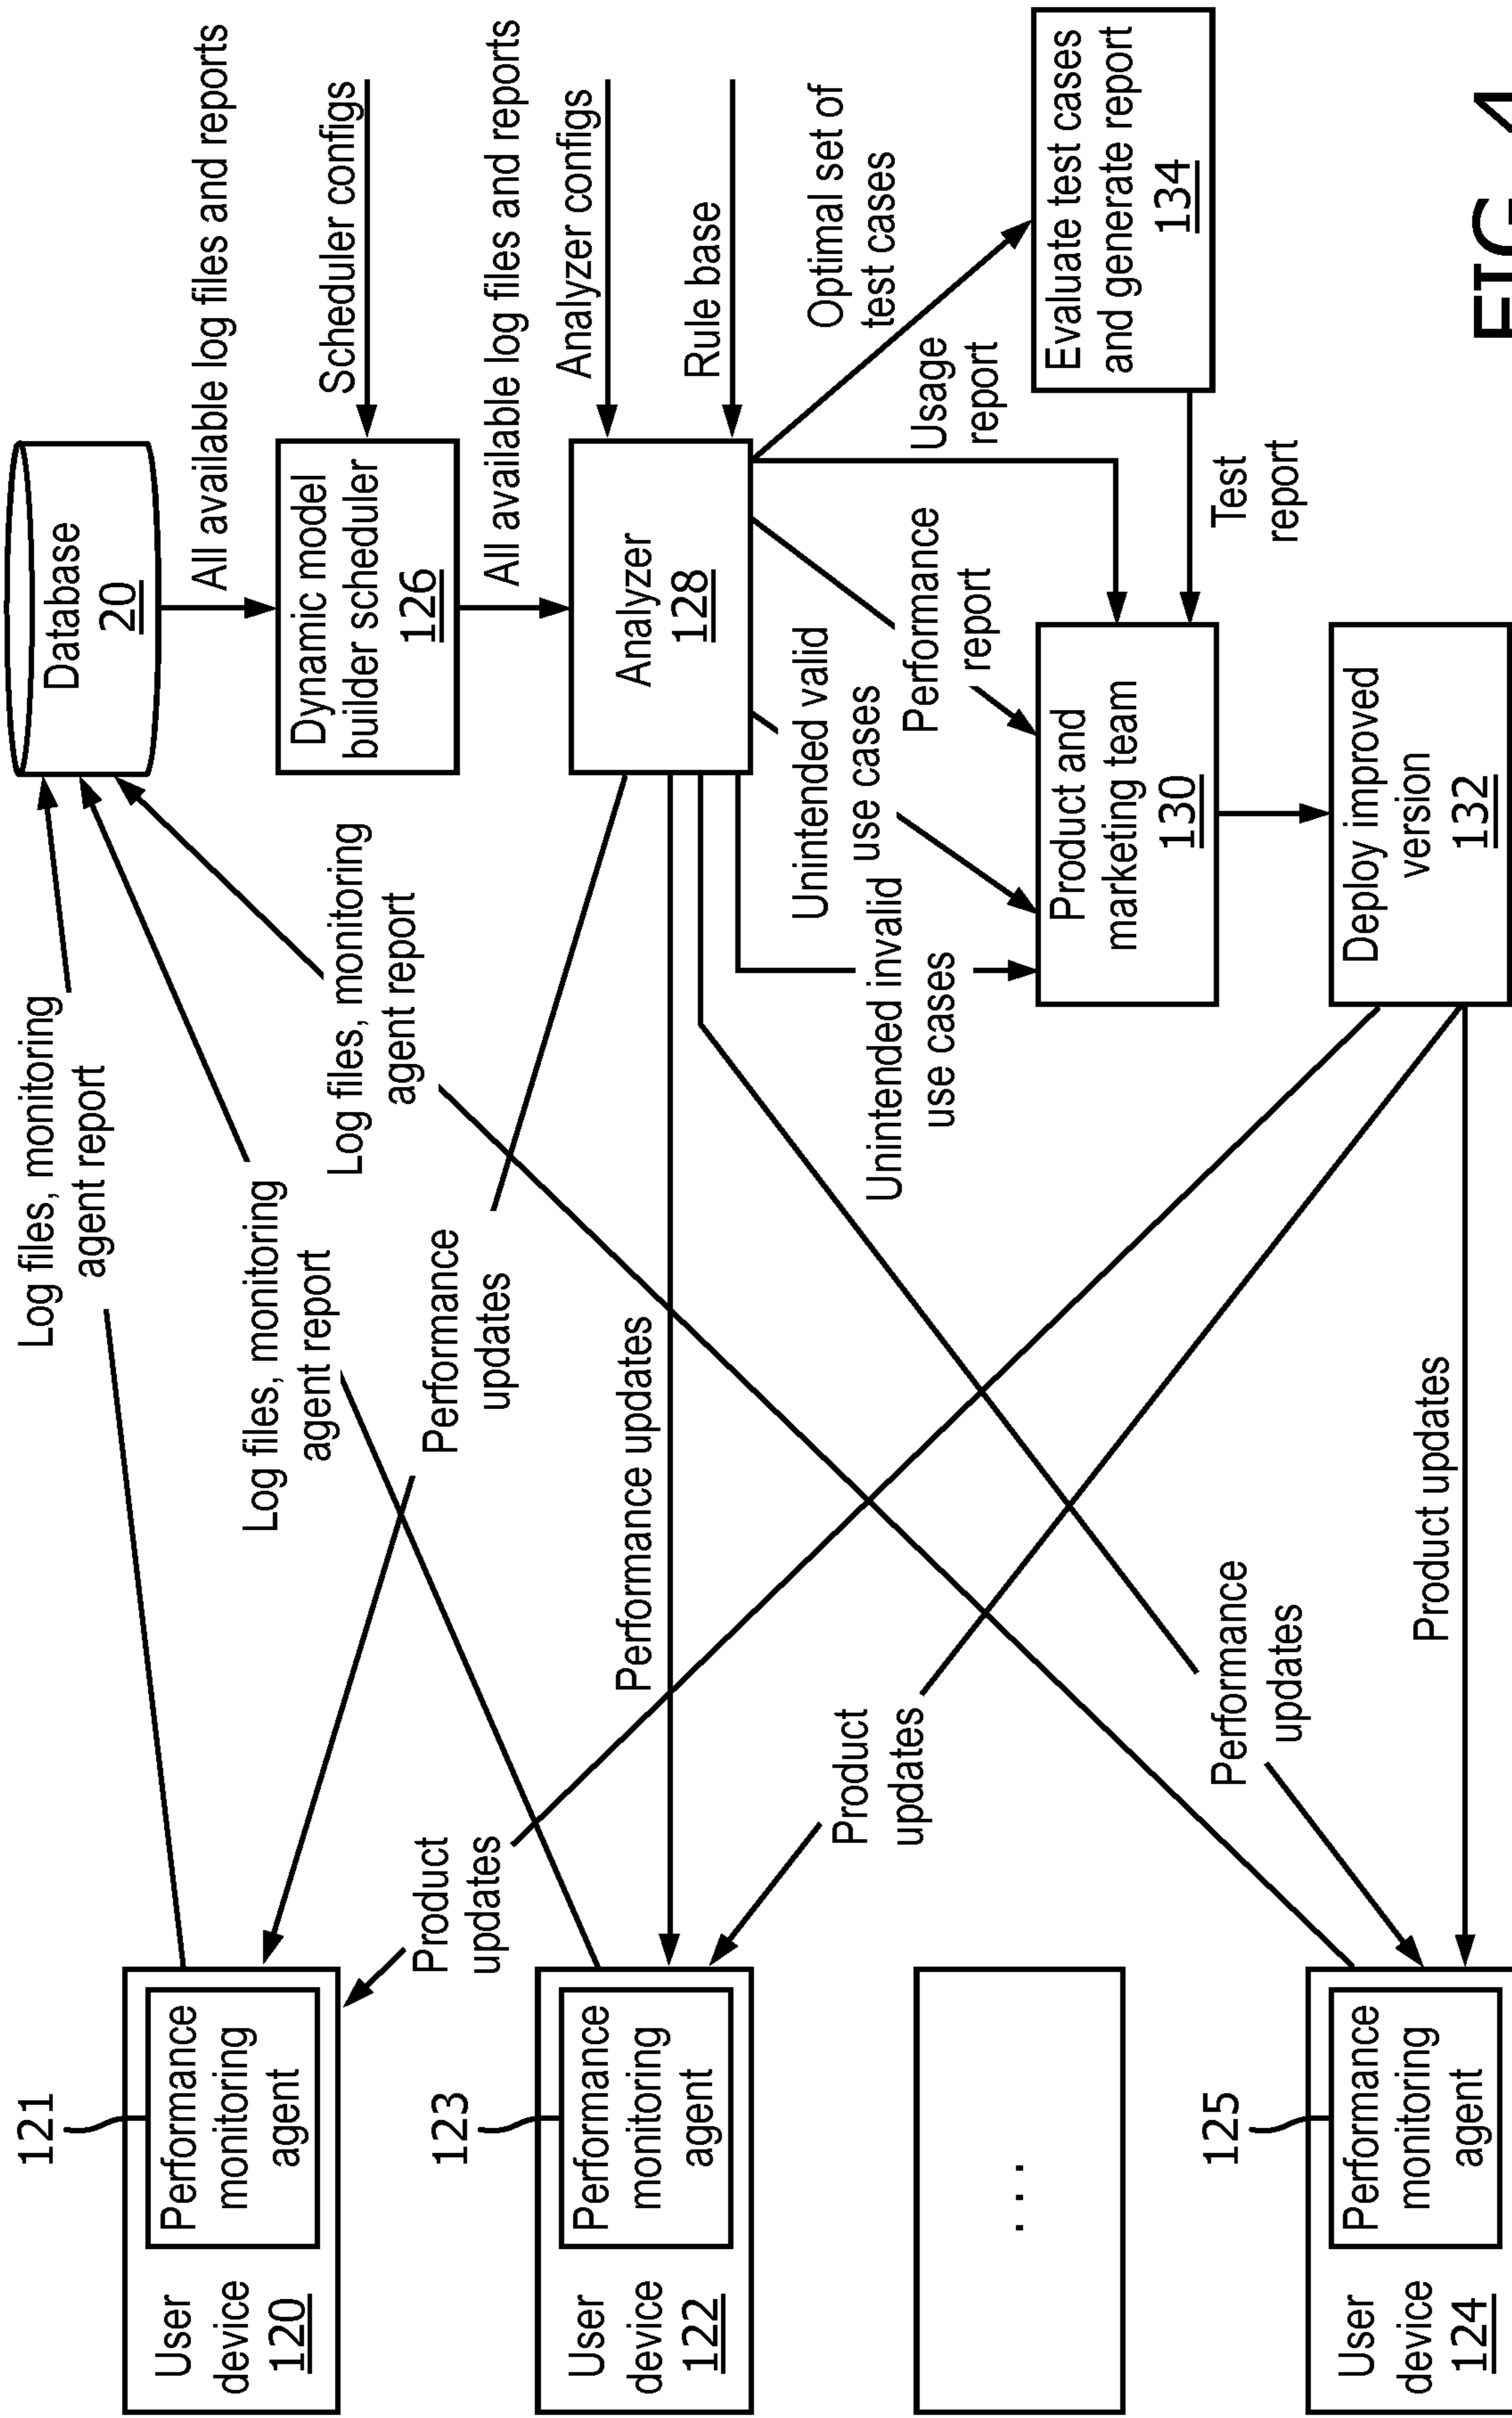 121
Performance
monitoring
agent
User
device
120
123
Performance
monitoring
agent
User
device
122
. . .
125
Performance
monitoring
agent
User
device
124
Log files, monitoring
agent report
Log files, monitoring
agent report
Log files, monitoring
agent report
Performance
updates
Performance updates
Performance
updates
Product
updates
Product
updates
Product updates
Database
20
All available log files and reports
Scheduler configs
Dynamic model
builder scheduler
126
All available log files and reports
Analyzer configs
Rule base
Analyzer
128
Optimal set of
test cases
Usage
report
Performance
report
Unintended valid
use cases
Unintended invalid
use cases
Evaluate test cases
and generate report
134
Test
report
Product and
marketing team
130
Deploy improved
version
132